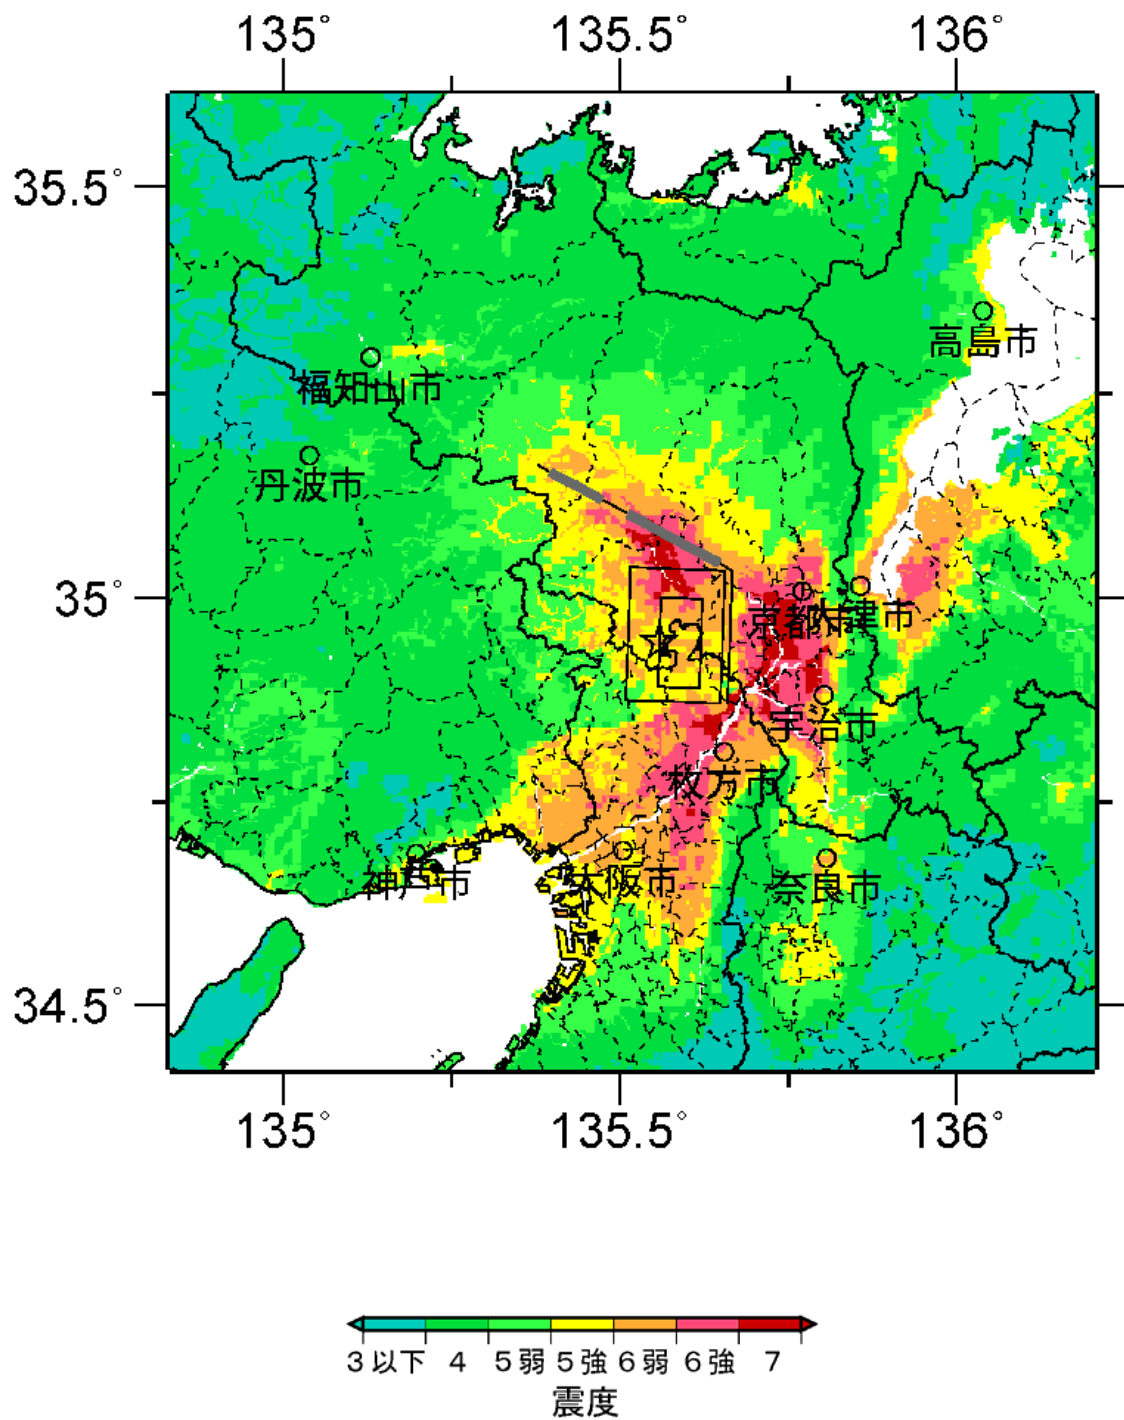 135° 135.5° 136°
35.5°
高島市
福知山市
丹波市
35°
京都市 大津市
宇治市
枚方市
神戸市 大阪市 奈良市
34.5°
135° 135.5° 136°
3以下 4 5弱 5強 6弱 6強 7
震度